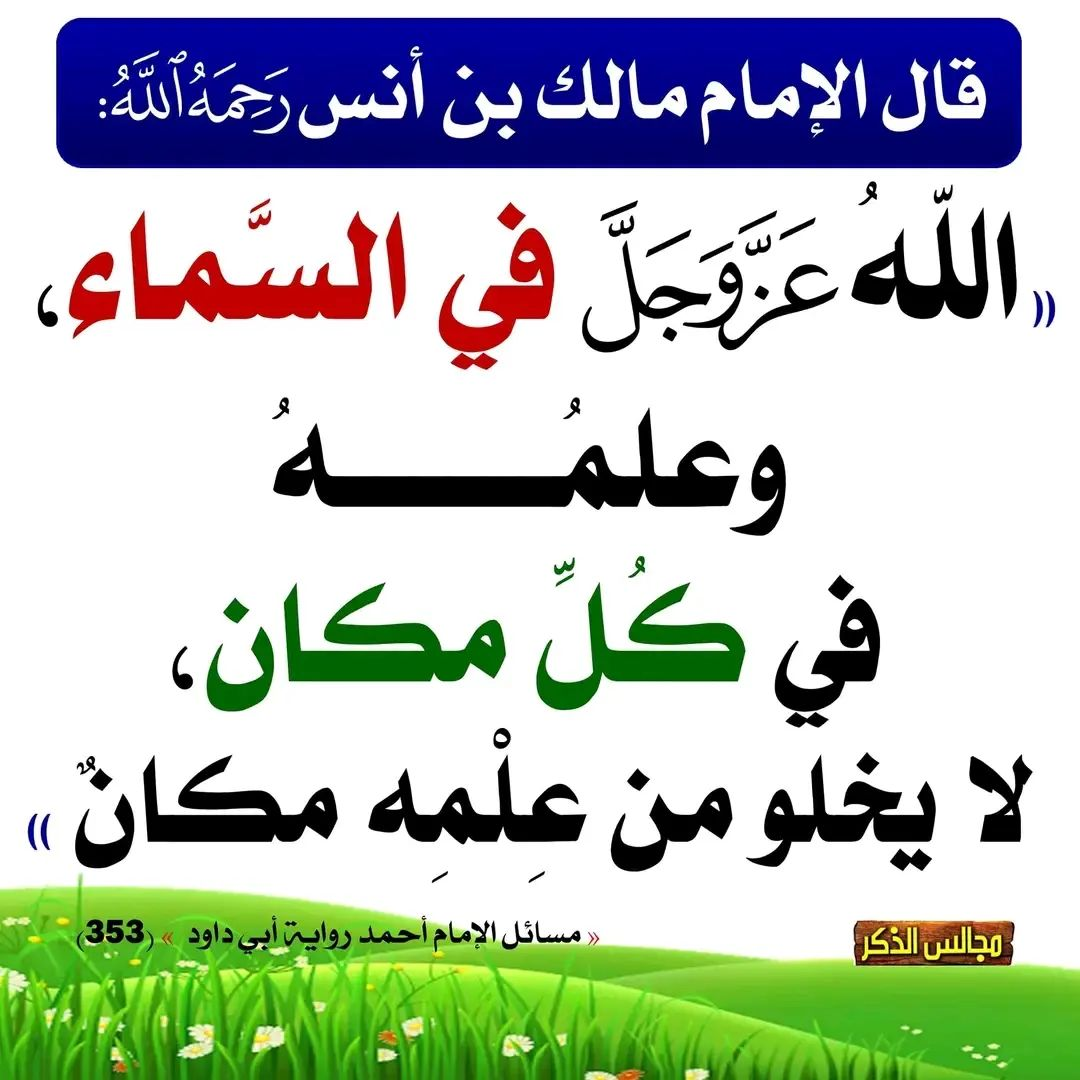 قال الإمام مالك بن أنس رَحِمَهُ ٱللَّهُ:
(( اللّهُ عَزَّوَجَلَّ في السَّماءِ،
وعلمُـــــهُ
في كُلِّ مكان،
لا يخلو من عِلْمِه مكانٌ ))
« مسائل الإمام أحمد رواية أبي داود » (353)
مجالس الذكر